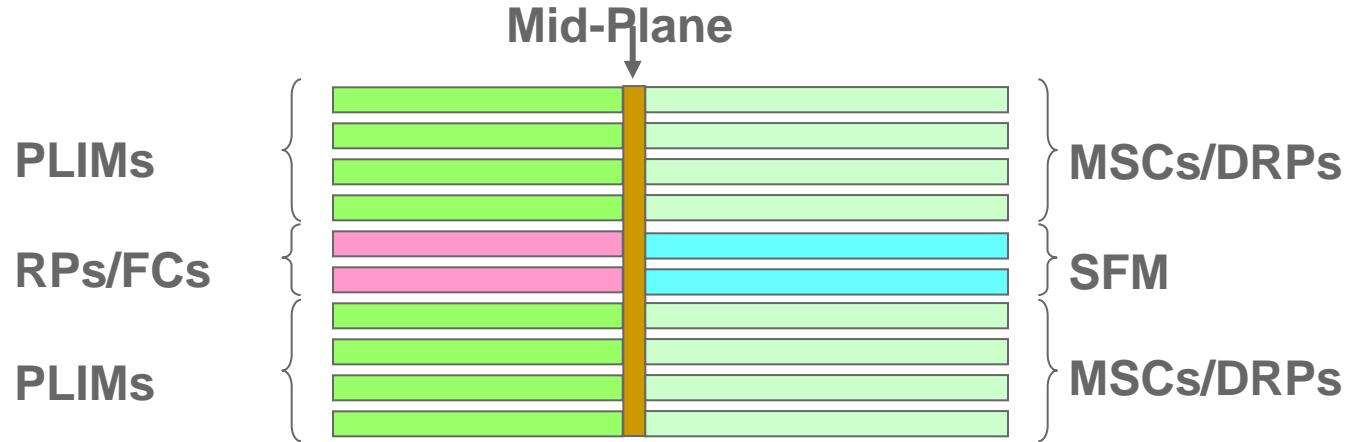 Mid-Plane
PLIMs
MSCs/DRPs
RPs/FCs
SFM
PLIMs
MSCs/DRPs